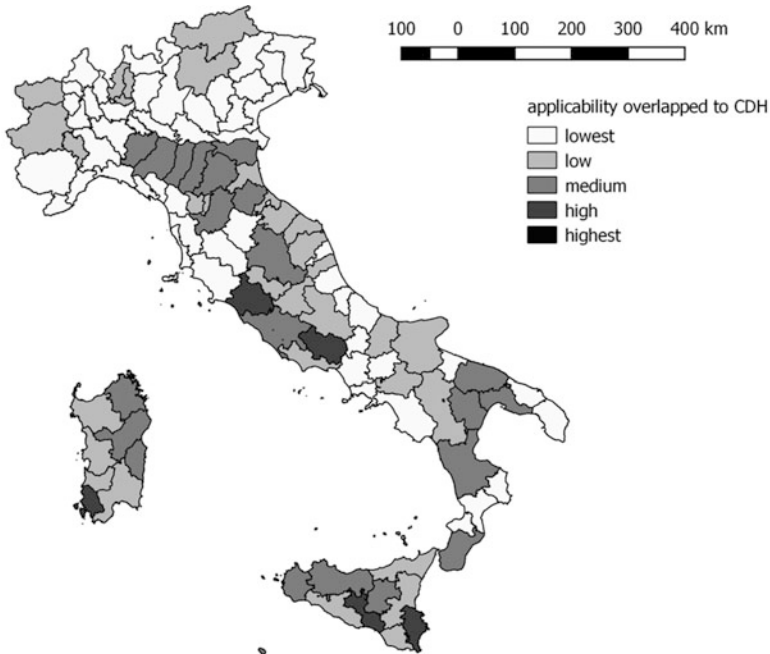 100 0 100 200 300 400 km
applicability overlapped to CDH
lowest
low
medium
high
highest